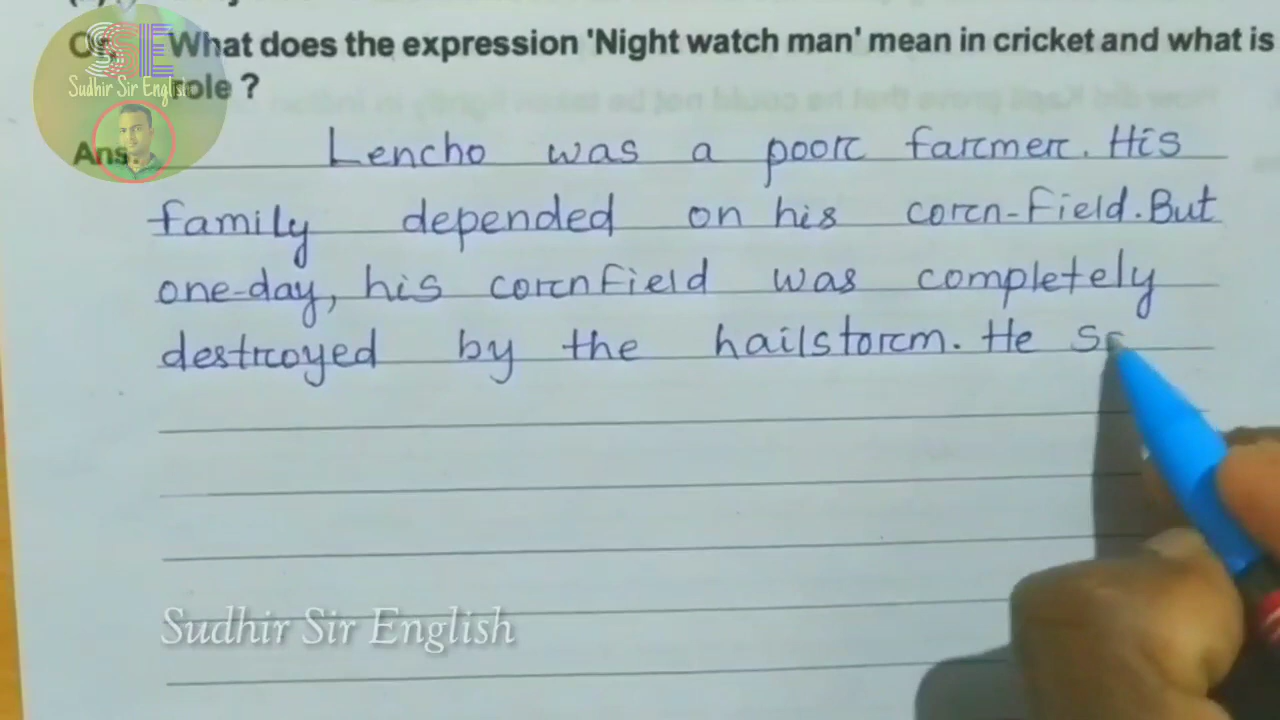 Or, What does the expression 'Night watch man' mean in cricket and what is
role ?
SSE
Sudhir Sir English
Ans
Lencho was a poor farmer. His
family depended on his corn-field. But
one-day, his cornfield was completely
destroyed by the hailstorm. He
Sudhir Sir English